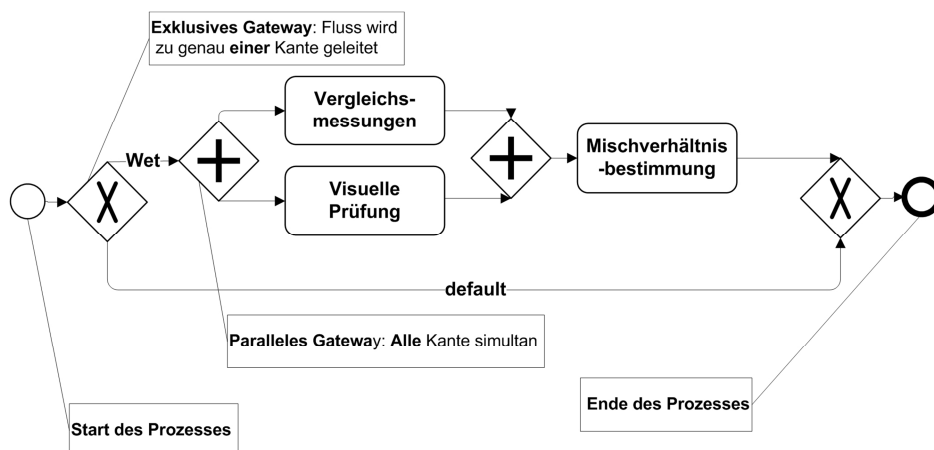 Exklusives Gateway: Fluss wird
zu genau einer Kante geleitet
Vergleichs-
messungen
Wet
Visuelle
Prüfung
Mischverhältnis
-bestimmung
default
Paralleles Gateway: Alle Kante simultan
Ende des Prozesses
Start des Prozesses